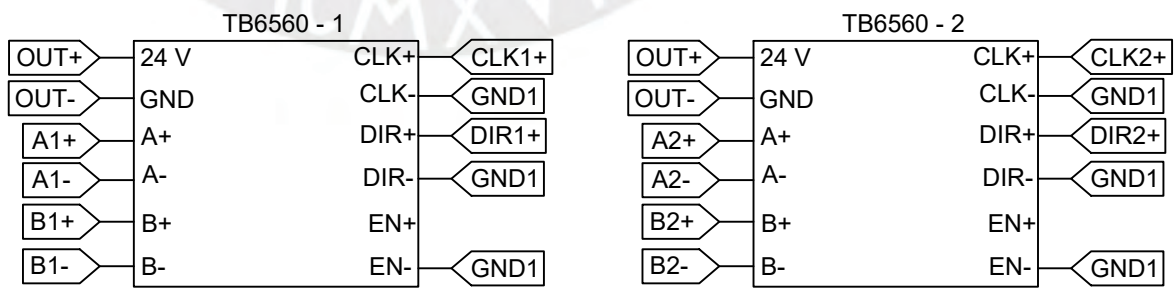 TB6560 - 1
OUT+ 24 V CLK+ CLK1+
OUT- GND CLK- GND1
A1+ A+ DIR+ DIR1+
A1- A- DIR- GND1
B1+ B+ EN+
B1- B- EN- GND1
TB6560 - 2
OUT+ 24 V CLK+ CLK2+
OUT- GND CLK- GND1
A2+ A+ DIR+ DIR2+
A2- A- DIR- GND1
B2+ B+ EN+
B2- B- EN- GND1